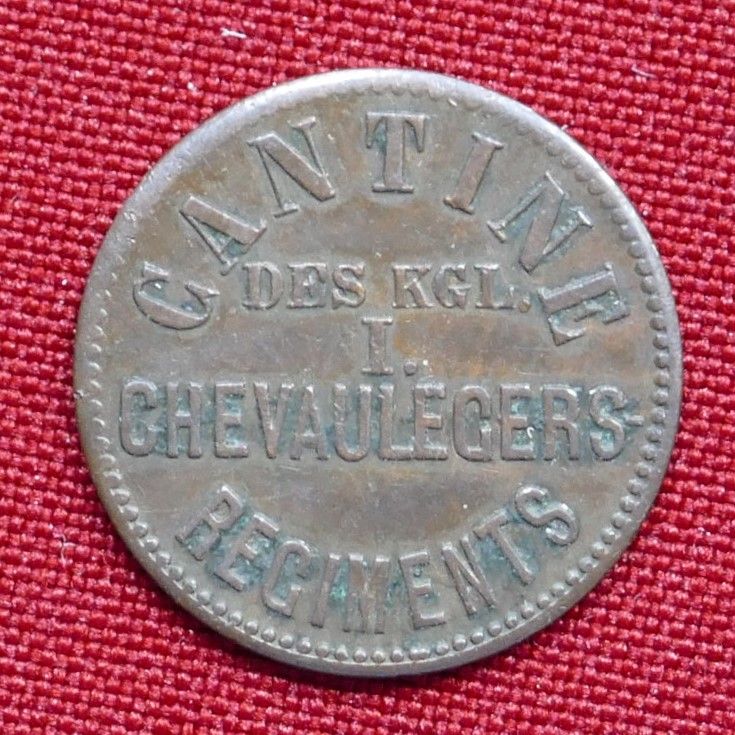 CANTINE
DES KGL.
I.
CHEVAULEGERS-
REGIMENTS